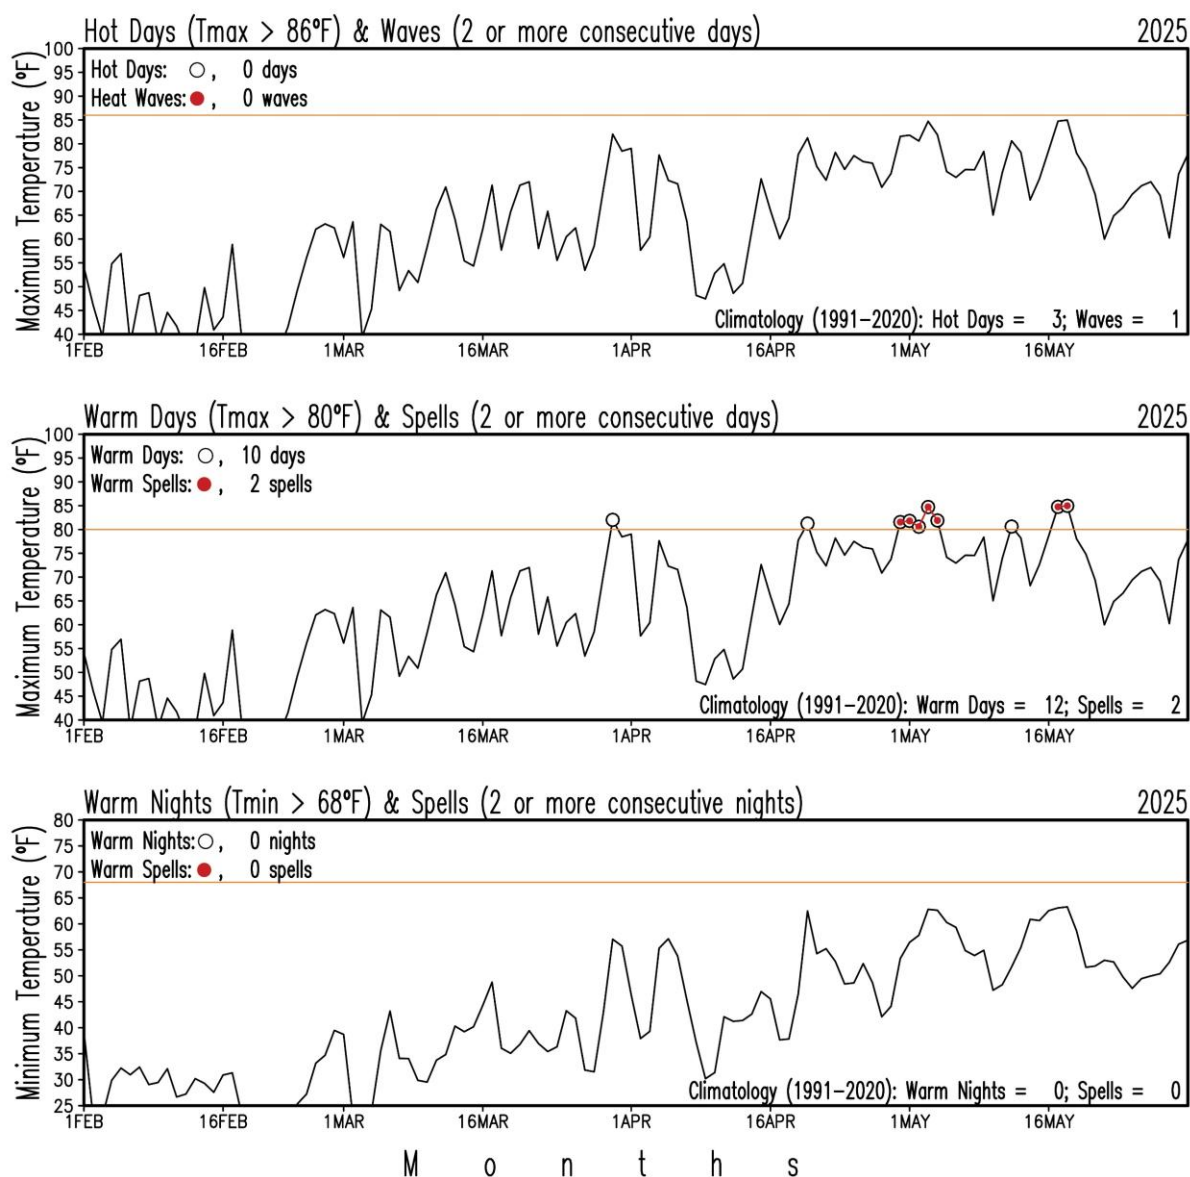 Hot Days (Tmax > 86°F) & Waves (2 or more consecutive days) 2025
Maximum Temperature (°F)
100
95
90
85
80
75
70
65
60
55
50
45
40
Hot Days: ○, 0 days
Heat Waves: ●, 0 waves
Climatology (1991-2020): Hot Days = 3; Waves = 1
1FEB 16FEB 1MAR 16MAR 1APR 16APR 1MAY 16MAY
Warm Days (Tmax > 80°F) & Spells (2 or more consecutive days) 2025
Maximum Temperature (°F)
100
95
90
85
80
75
70
65
60
55
50
45
40
Warm Days: ○, 10 days
Warm Spells: ●, 2 spells
Climatology (1991-2020): Warm Days = 12; Spells = 2
1FEB 16FEB 1MAR 16MAR 1APR 16APR 1MAY 16MAY
Warm Nights (Tmin > 68°F) & Spells (2 or more consecutive nights) 2025
Minimum Temperature (°F)
80
75
70
65
60
55
50
45
40
35
30
25
Warm Nights: ○, 0 nights
Warm Spells: ●, 0 spells
Climatology (1991-2020): Warm Nights = 0; Spells = 0
1FEB 16FEB 1MAR 16MAR 1APR 16APR 1MAY 16MAY
Months